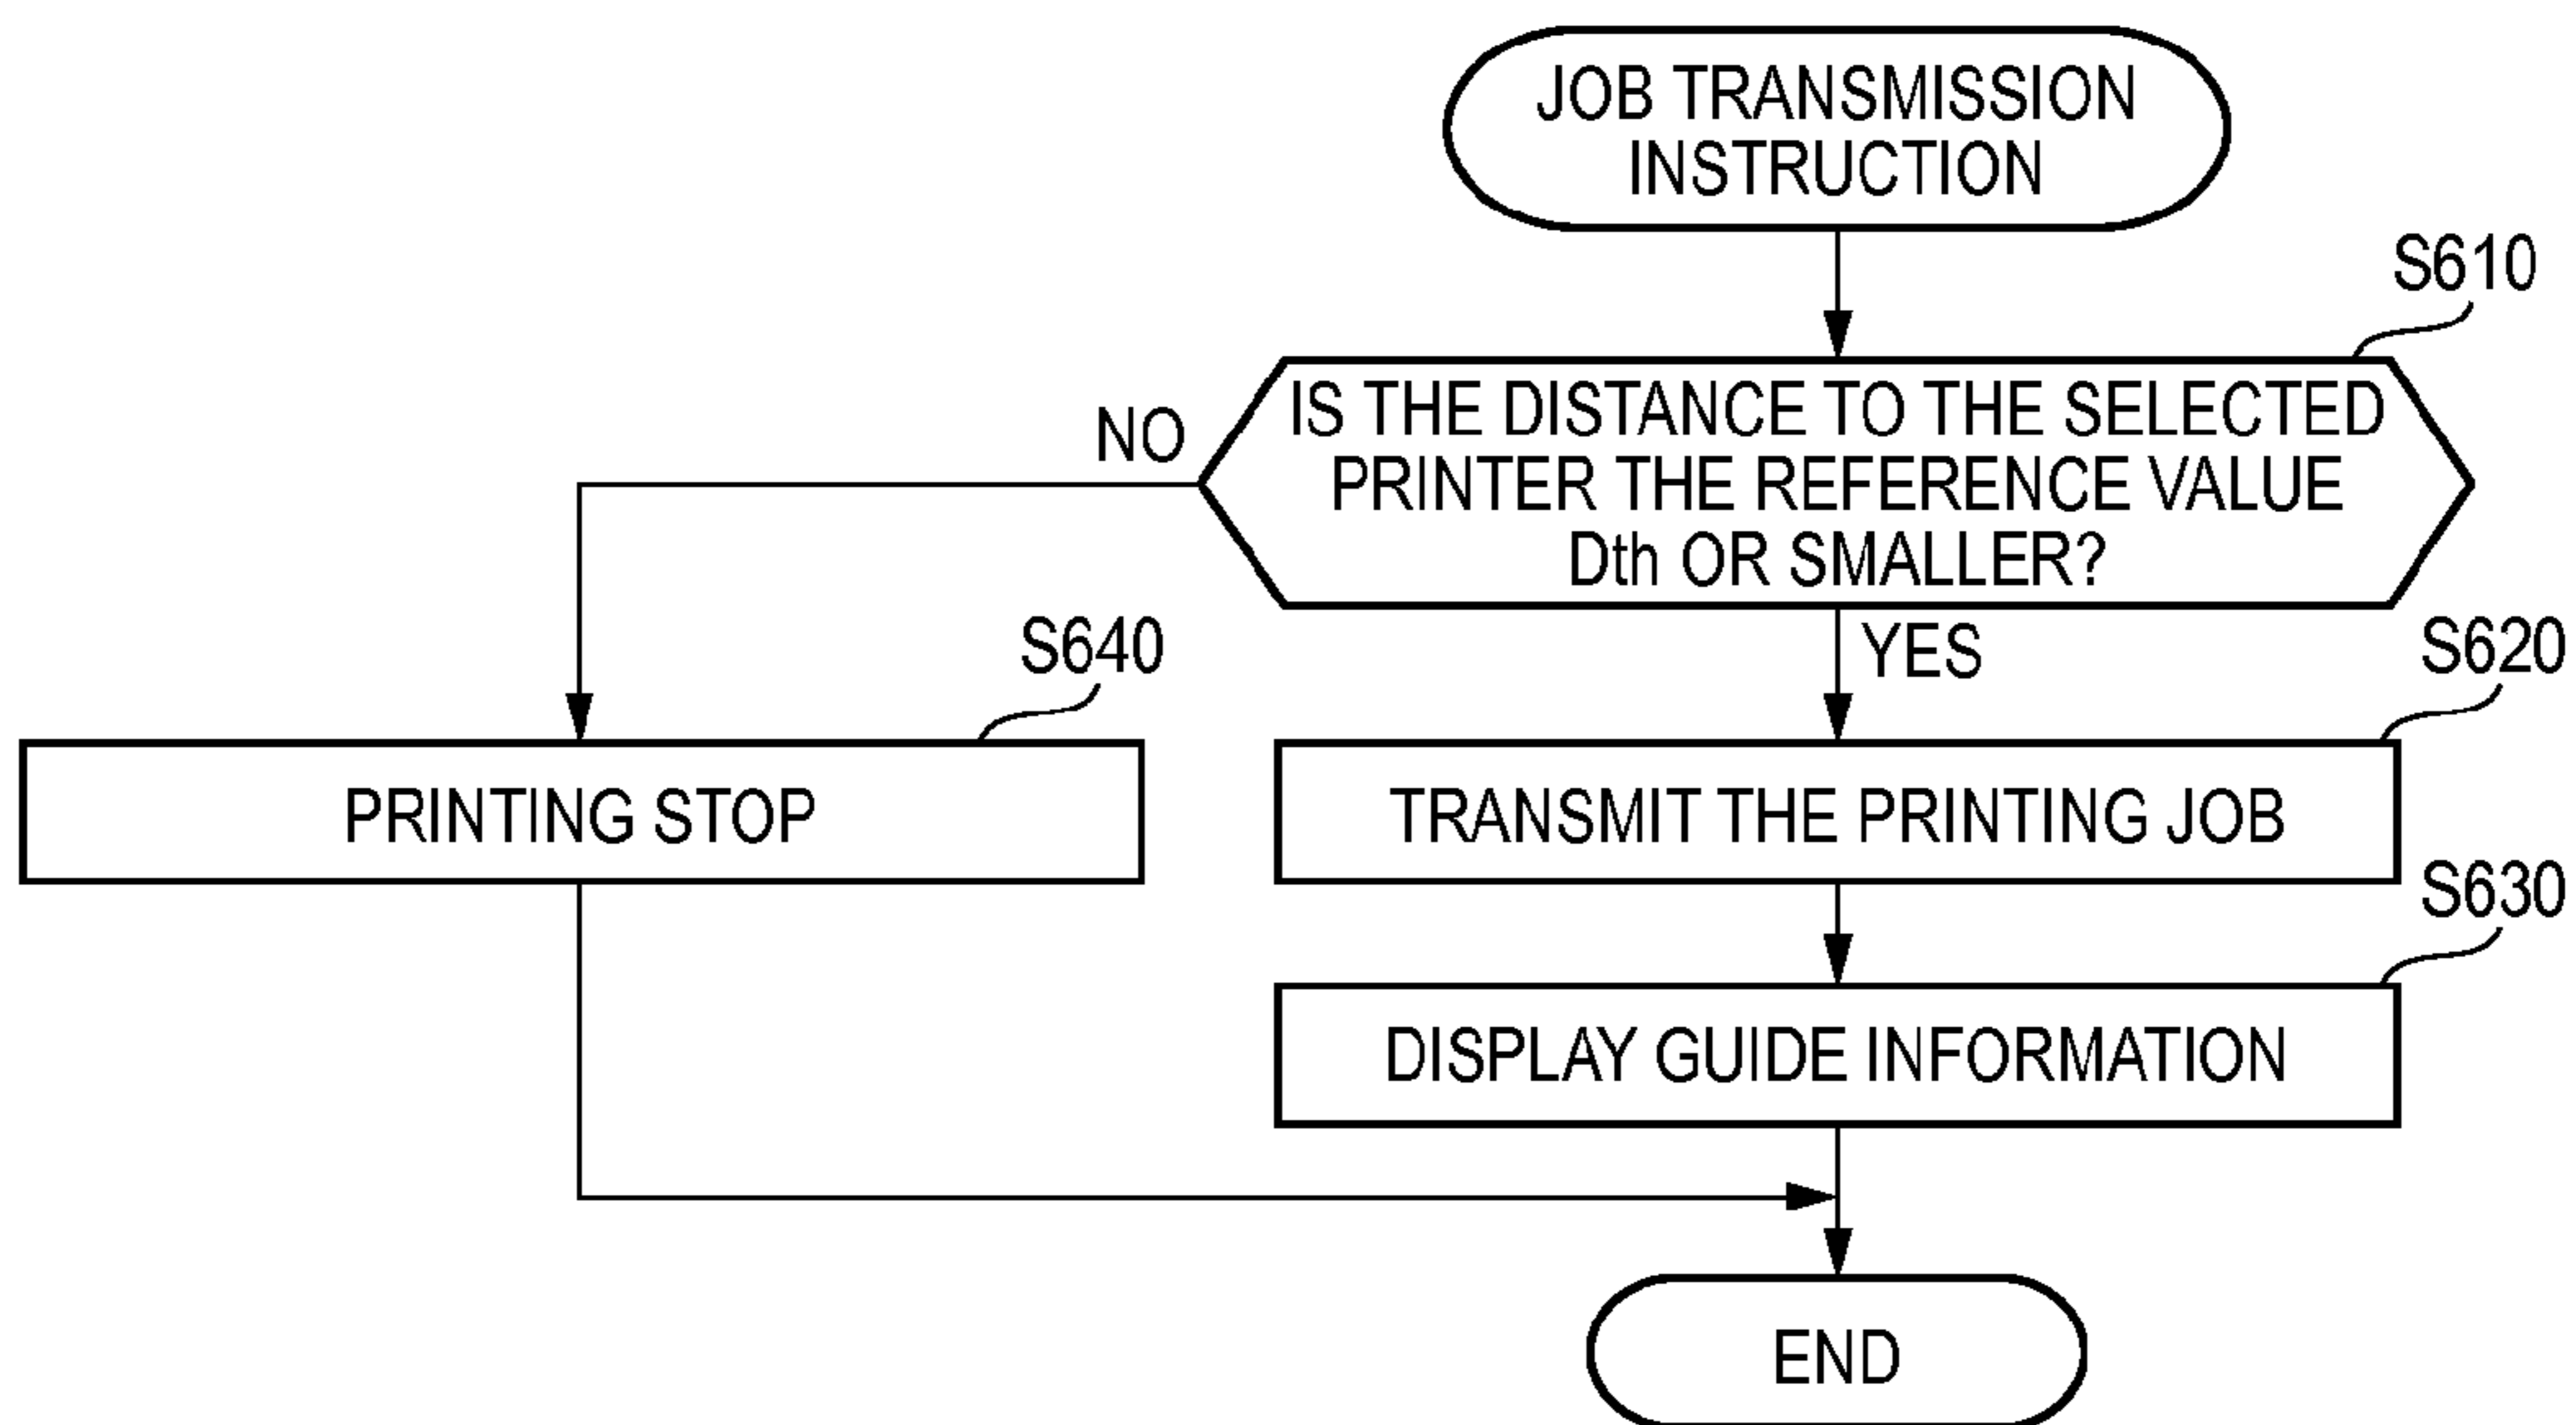 JOB TRANSMISSION
INSTRUCTION
S610
IS THE DISTANCE TO THE SELECTED
PRINTER THE REFERENCE VALUE
Dth OR SMALLER?
NO
YES
S640
PRINTING STOP
S620
TRANSMIT THE PRINTING JOB
S630
DISPLAY GUIDE INFORMATION
END